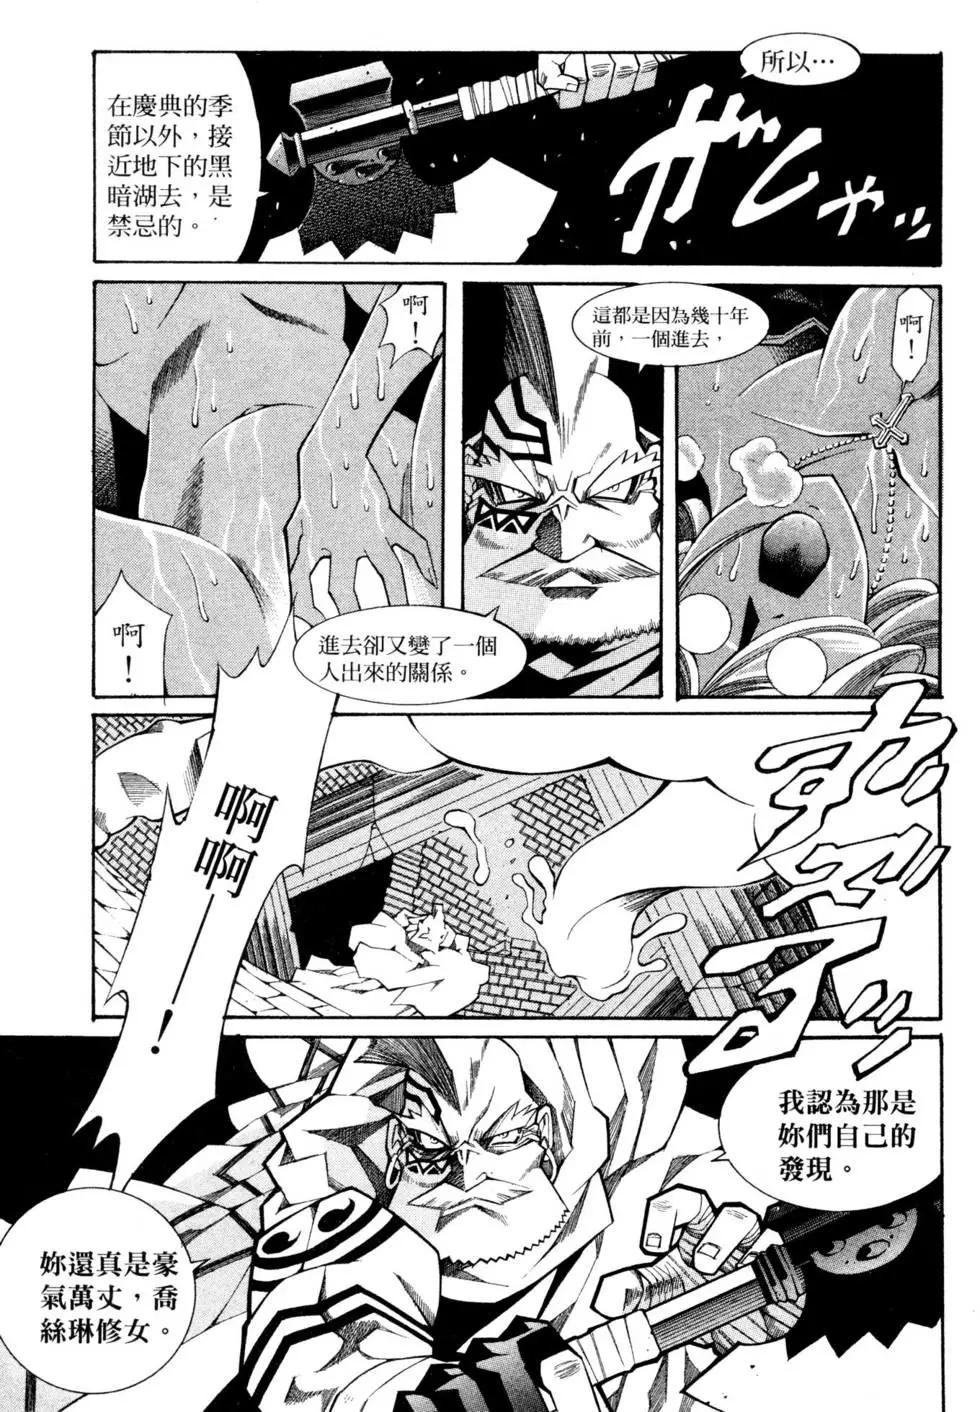 所以…
ガシャッ
在慶典的季
節以外，接
近地下的黑
暗湖去，是
禁忌的。
啊！
這都是因為幾十年
前，一個進去，
進去卻又變了一個
人出來的關係。
啊！
啊！
啊啊——！
我認為那是
妳們自己的
發現。
妳還真是豪
氣萬丈，喬
絲琳修女。